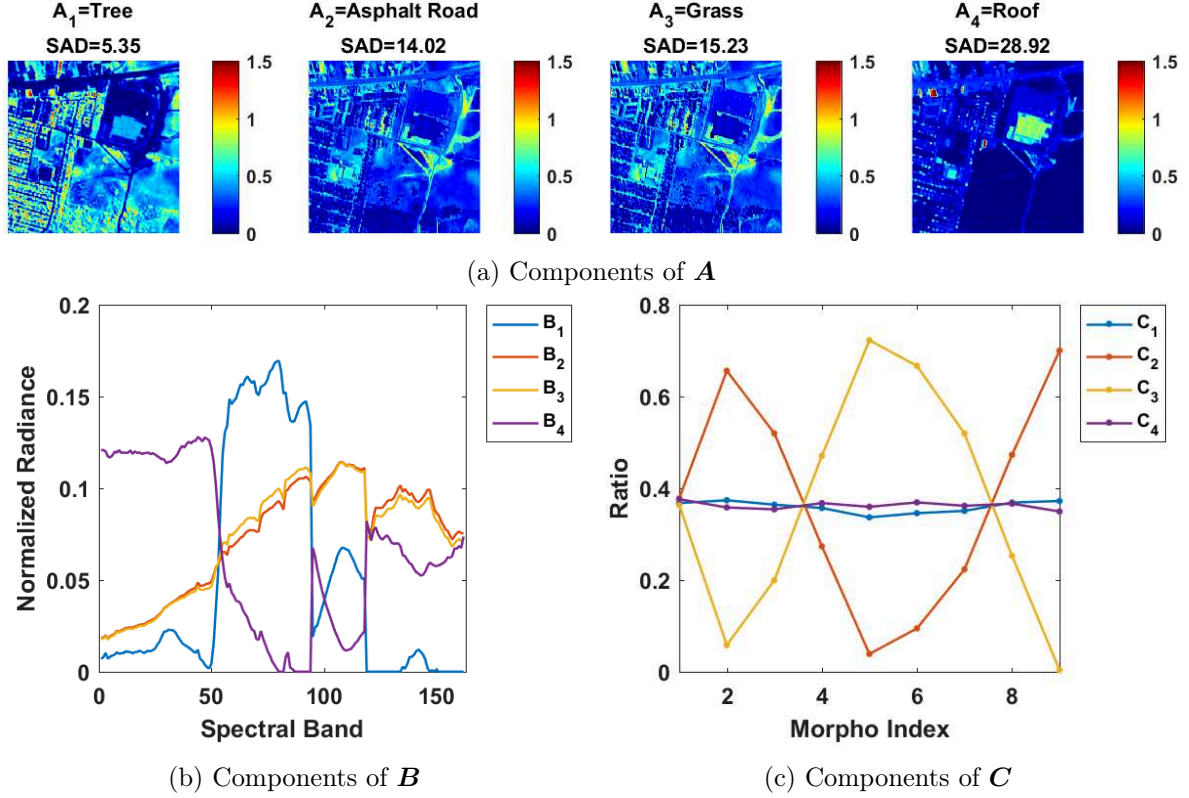 A1=Tree
SAD=5.35
1.5
1
0.5
0
A2=Asphalt Road
SAD=14.02
1.5
1
0.5
0
A3=Grass
SAD=15.23
1.5
1
0.5
0
A4=Roof
SAD=28.92
1.5
1
0.5
0
(a) Components of A
0.2
0.15
0.1
0.05
0
Normalized Radiance
0 50 100 150
Spectral Band
B1
B2
B3
B4
(b) Components of B
0.8
0.6
0.4
0.2
0
Ratio
2 4 6 8
Morpho Index
C1
C2
C3
C4
(c) Components of C